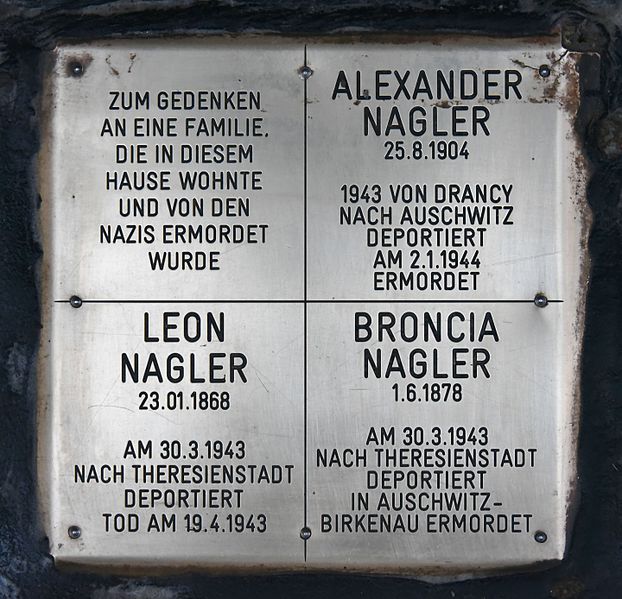 ZUM GEDENKEN
AN EINE FAMILIE,
DIE IN DIESEM
HAUSE WOHNTE
UND VON DEN
NAZIS ERMORDET
WURDE
ALEXANDER
NAGLER
25.8.1904
1943 VON DRANCY
NACH AUSCHWITZ
DEPORTIERT
AM 2.1.1944
ERMORDET
LEON
NAGLER
23.01.1868
AM 30.3.1943
NACH THERESIENSTADT
DEPORTIERT
TOD AM 19.4.1943
BRONCIA
NAGLER
1.6.1878
AM 30.3.1943
NACH THERESIENSTADT
DEPORTIERT
IN AUSCHWITZ-
BIRKENAU ERMORDET